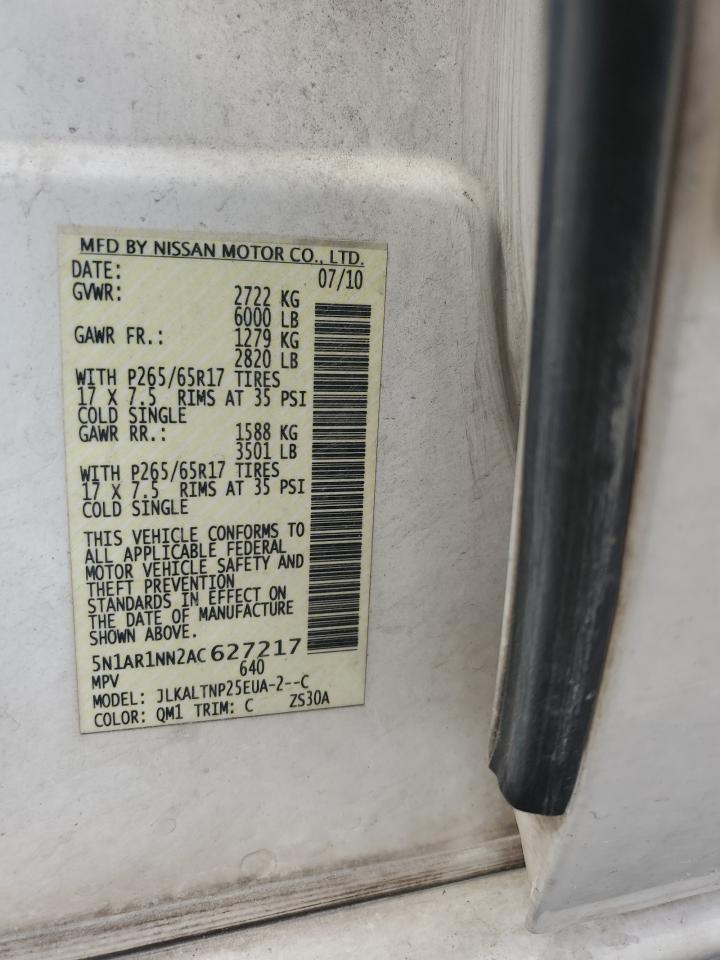 MFD BY NISSAN MOTOR CO., LTD.
DATE: 07/10
GVWR: 2722 KG
6000 LB
GAWR FR.: 1279 KG
2820 LB
WITH P265/65R17 TIRES
17 X 7.5 RIMS AT 35 PSI
COLD SINGLE
GAWR RR.: 1588 KG
3501 LB
WITH P265/65R17 TIRES
17 X 7.5 RIMS AT 35 PSI
COLD SINGLE
THIS VEHICLE CONFORMS TO
ALL APPLICABLE FEDERAL
MOTOR VEHICLE SAFETY AND
THEFT PREVENTION
STANDARDS IN EFFECT ON
THE DATE OF MANUFACTURE
SHOWN ABOVE.
5N1AR1NN2AC627217
MPV 640
MODEL: JLKALTNP25EUA-2--C
COLOR: QM1 TRIM: C ZS30A